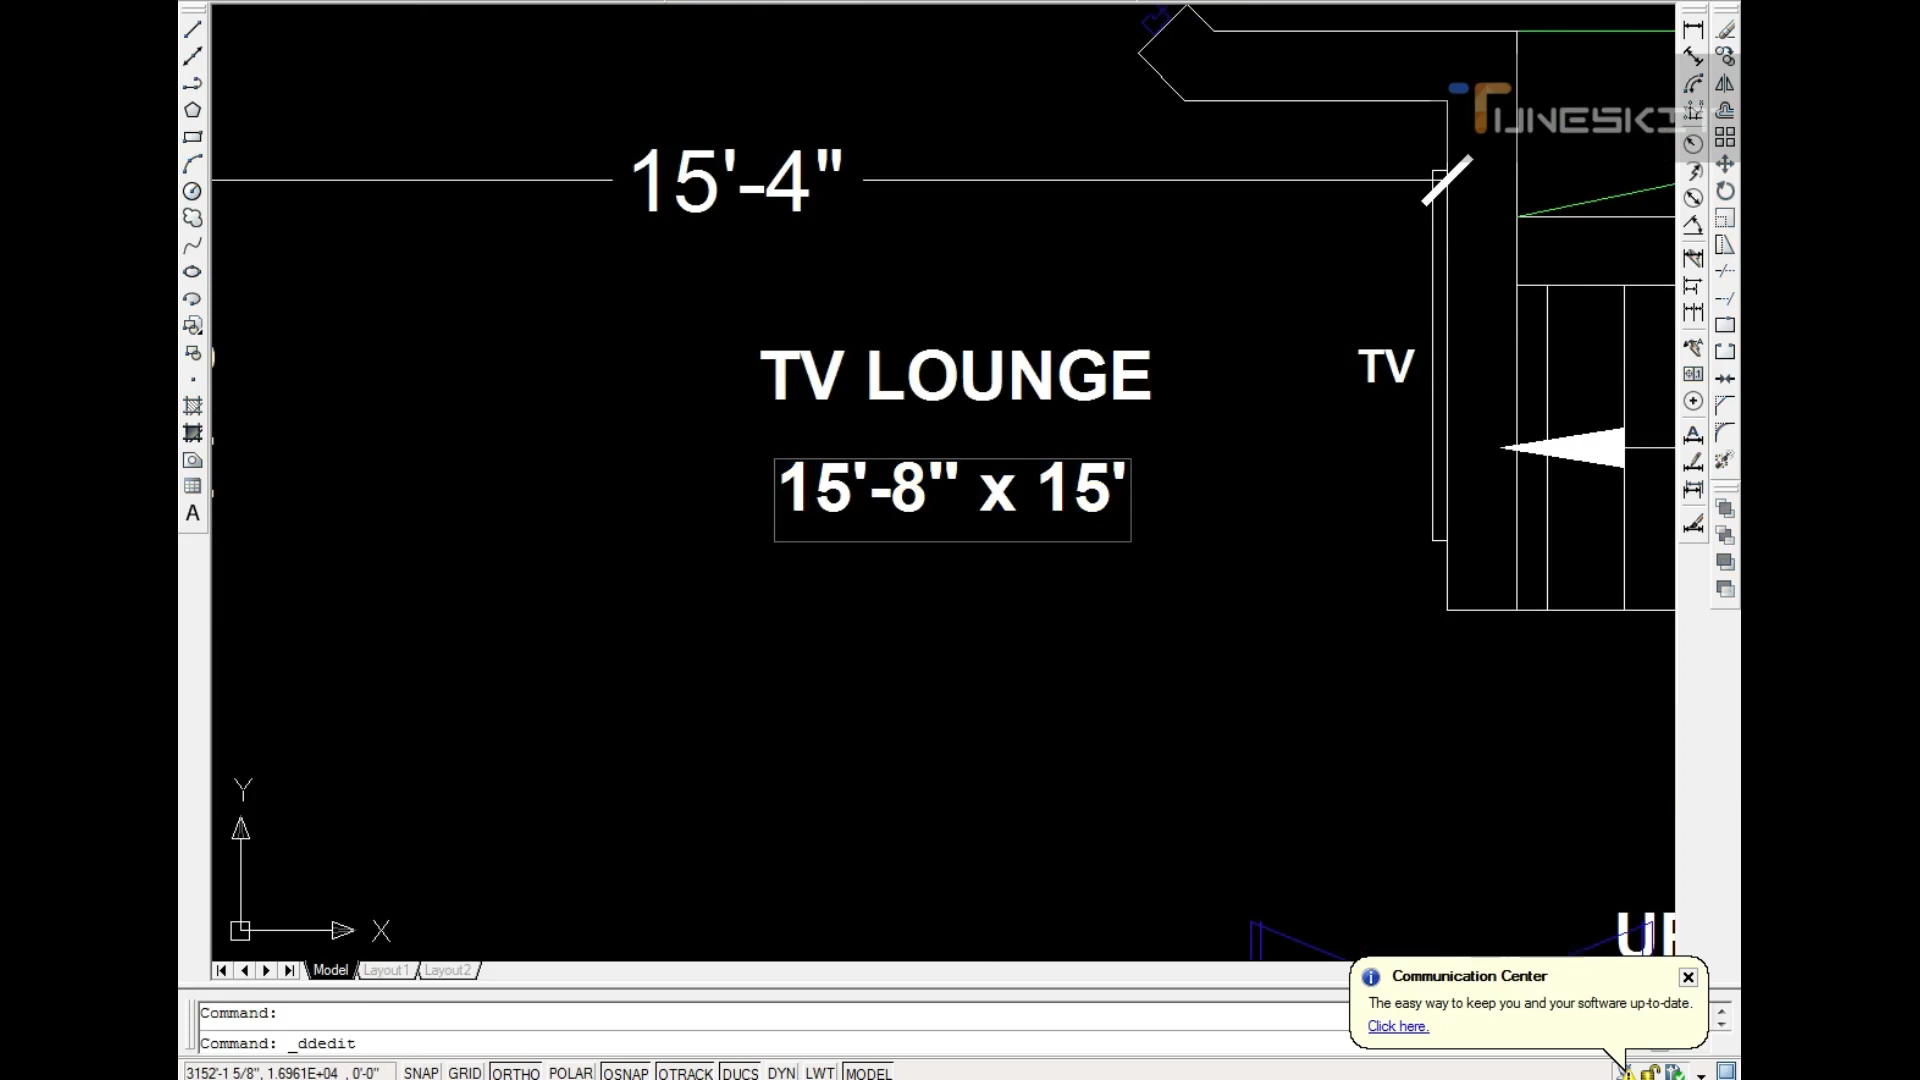 TUNESKIT
15'-4"
TV LOUNGE
TV
15'-8" x 15'
Y
X
UP
Model
Layout1
Layout2
Communication Center
The easy way to keep you and your software up-to-date.
Click here.
Command:
Command: _ddedit
3152'-1 5/8", 1.6961E+04 , 0'-0" SNAP GRID ORTHO POLAR OSNAP OTRACK DUCS DYN LWT MODEL
A